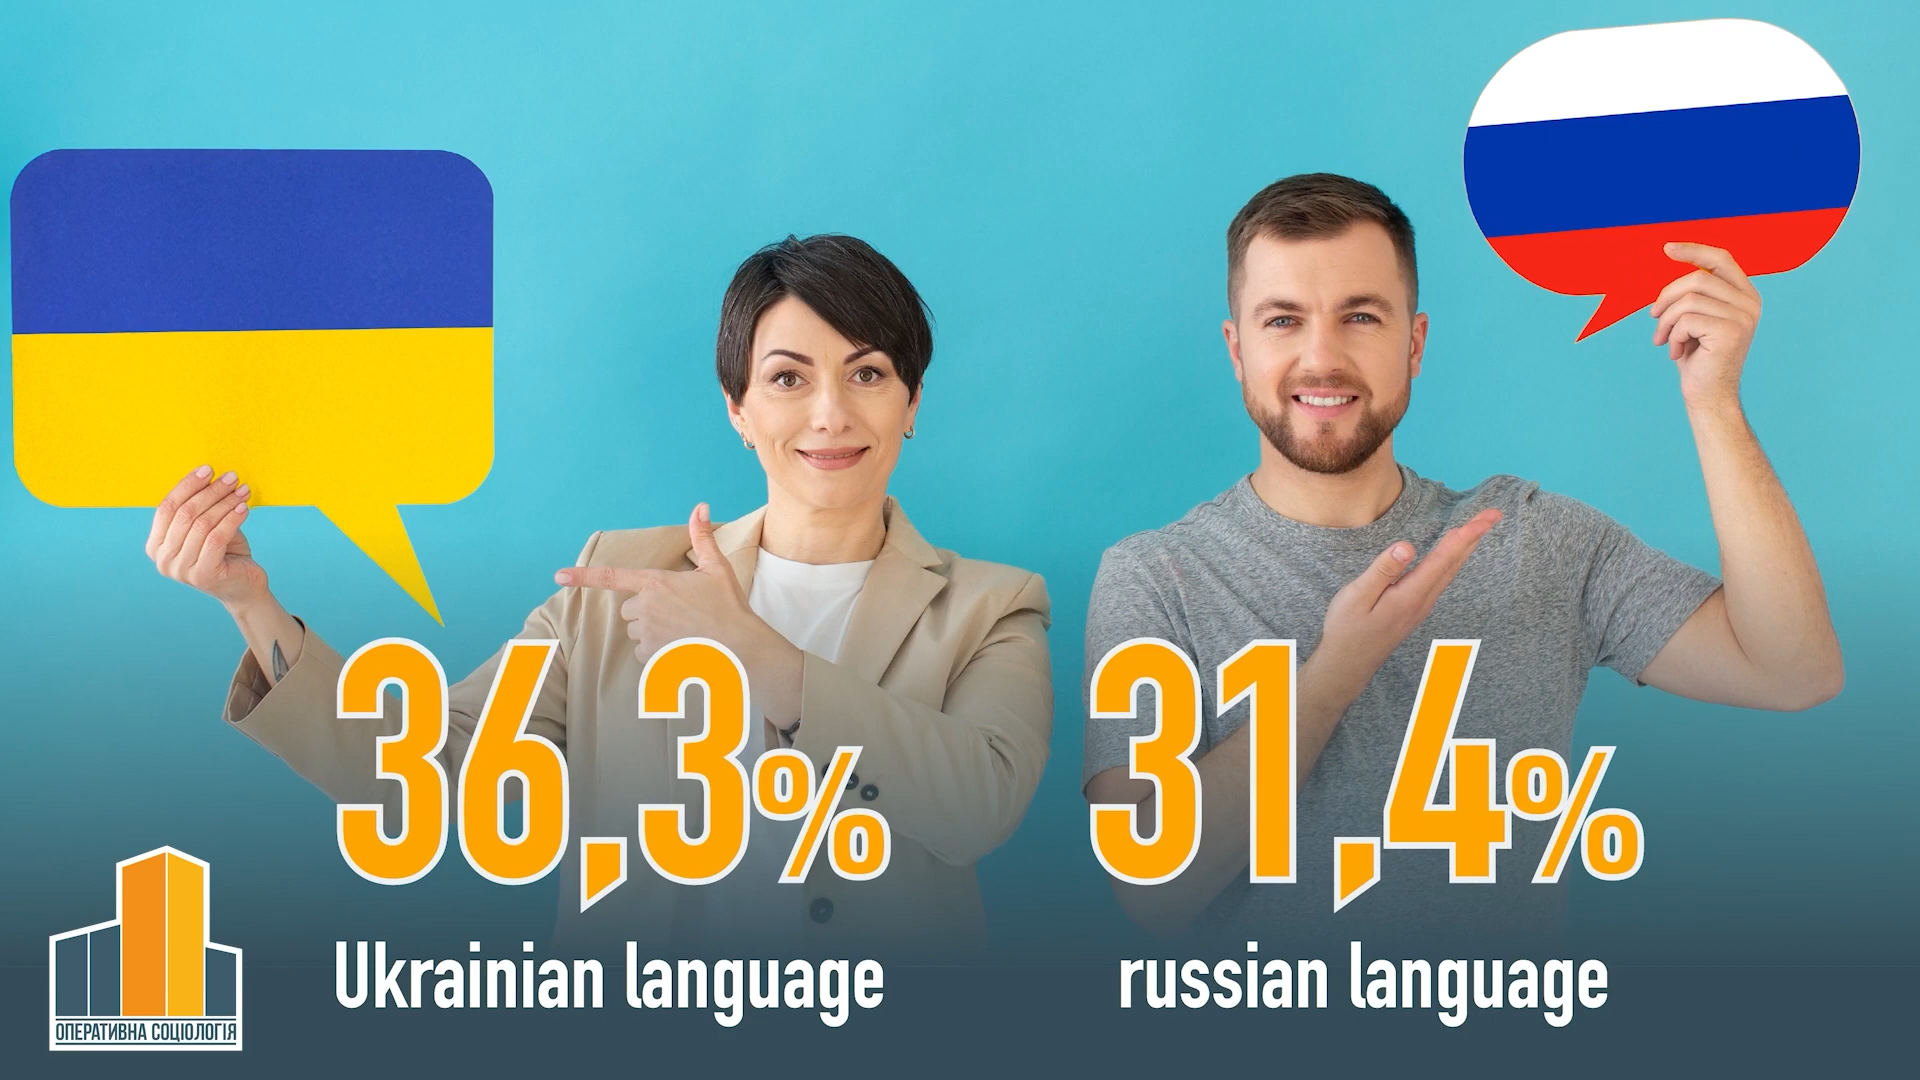 36,3%
31,4%
Ukrainian language
russian language
ОПЕРАТИВНА СОЦІОЛОГІЯ